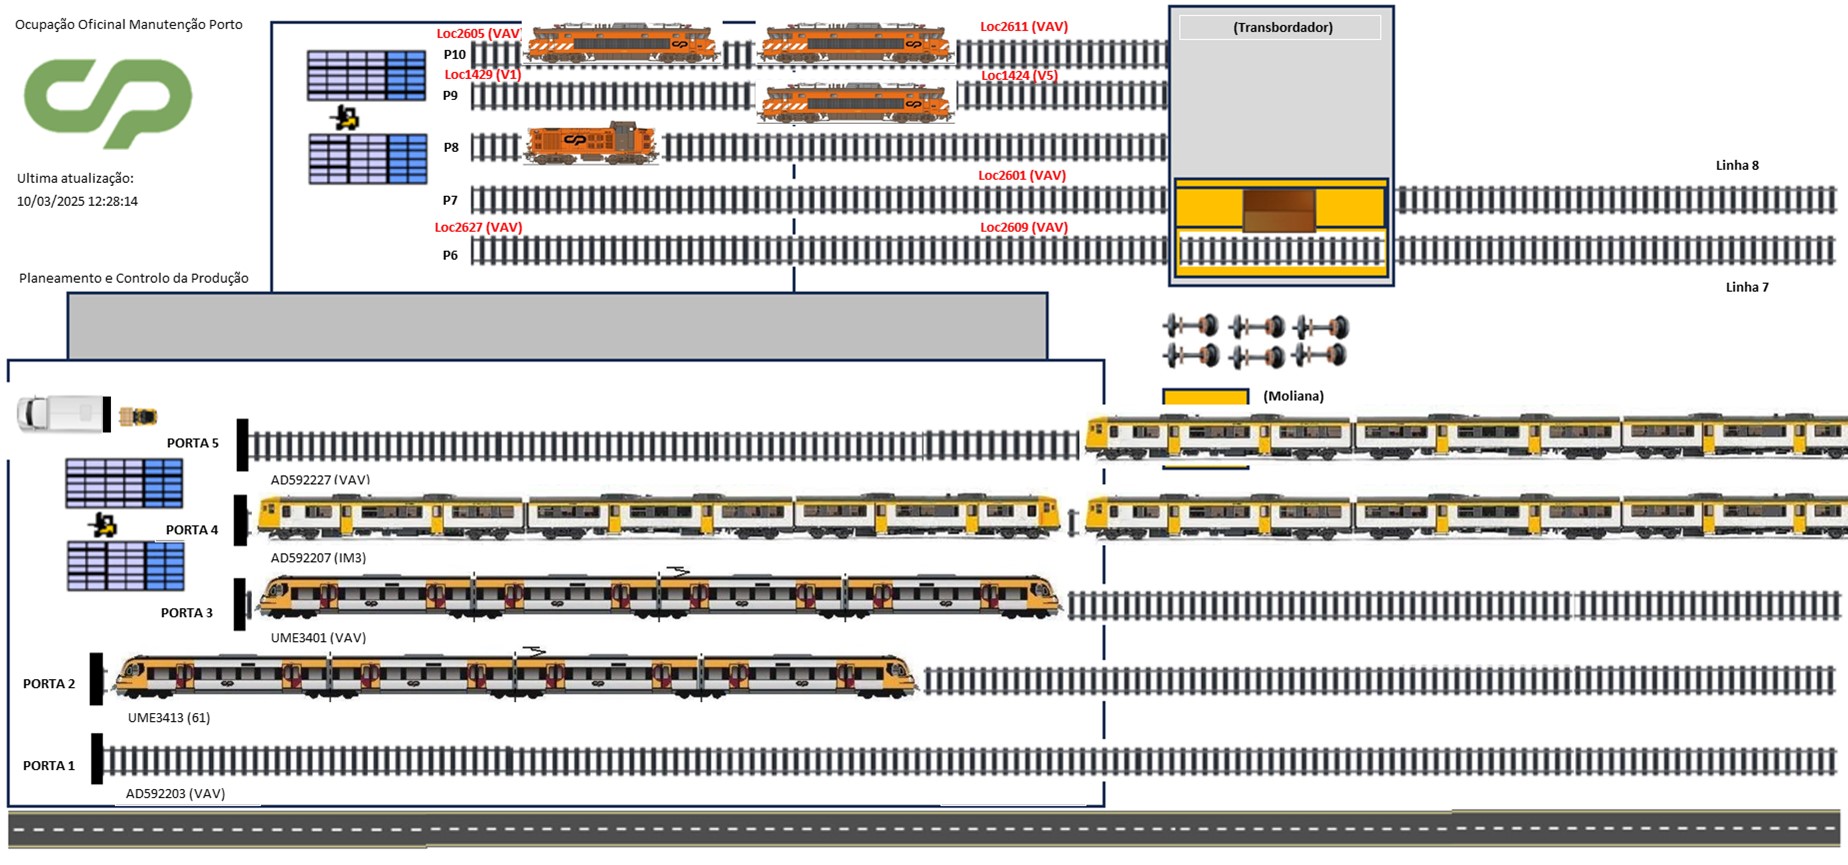 Ocupação Oficinal Manutenção Porto
Ultima atualização:
10/03/2025 12:28:14
Planeamento e Controlo da Produção
Loc2605 (VAV)
Loc2611 (VAV)
P10
Loc1429 (V1)
Loc1424 (V5)
P9
P8
Loc2601 (VAV)
P7
Loc2627 (VAV)
Loc2609 (VAV)
P6
(Transbordador)
Linha 8
Linha 7
(Moliana)
PORTA 5
AD592227 (VAV)
PORTA 4
AD592207 (IM3)
PORTA 3
UME3401 (VAV)
PORTA 2
UME3413 (61)
PORTA 1
AD592203 (VAV)